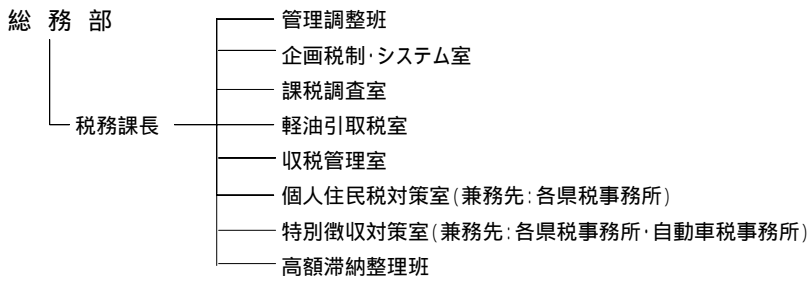 総務部
管理調整班
企画税制・システム室
課税調査室
税務課長
軽油引取税室
収税管理室
個人住民税対策室(兼務先:各県税事務所)
特別徴収対策室(兼務先:各県税事務所・自動車税事務所)
高額滞納整理班